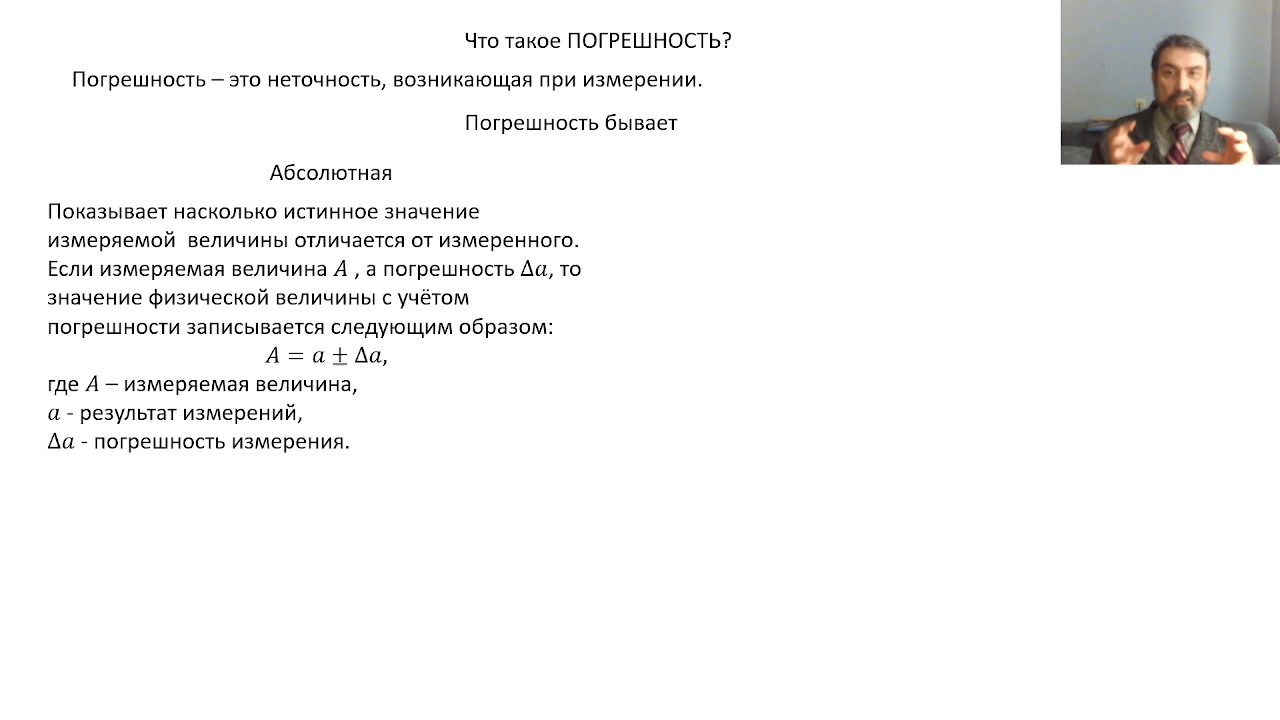 Что такое ПОГРЕШНОСТЬ?
Погрешность – это неточность, возникающая при измерении.
Погрешность бывает
Абсолютная
Показывает насколько истинное значение
измеряемой величины отличается от измеренного.
Если измеряемая величина A , а погрешность Δa, то
значение физической величины с учётом
погрешности записывается следующим образом:
A = a ± Δa,
где A – измеряемая величина,
a - результат измерений,
Δa - погрешность измерения.